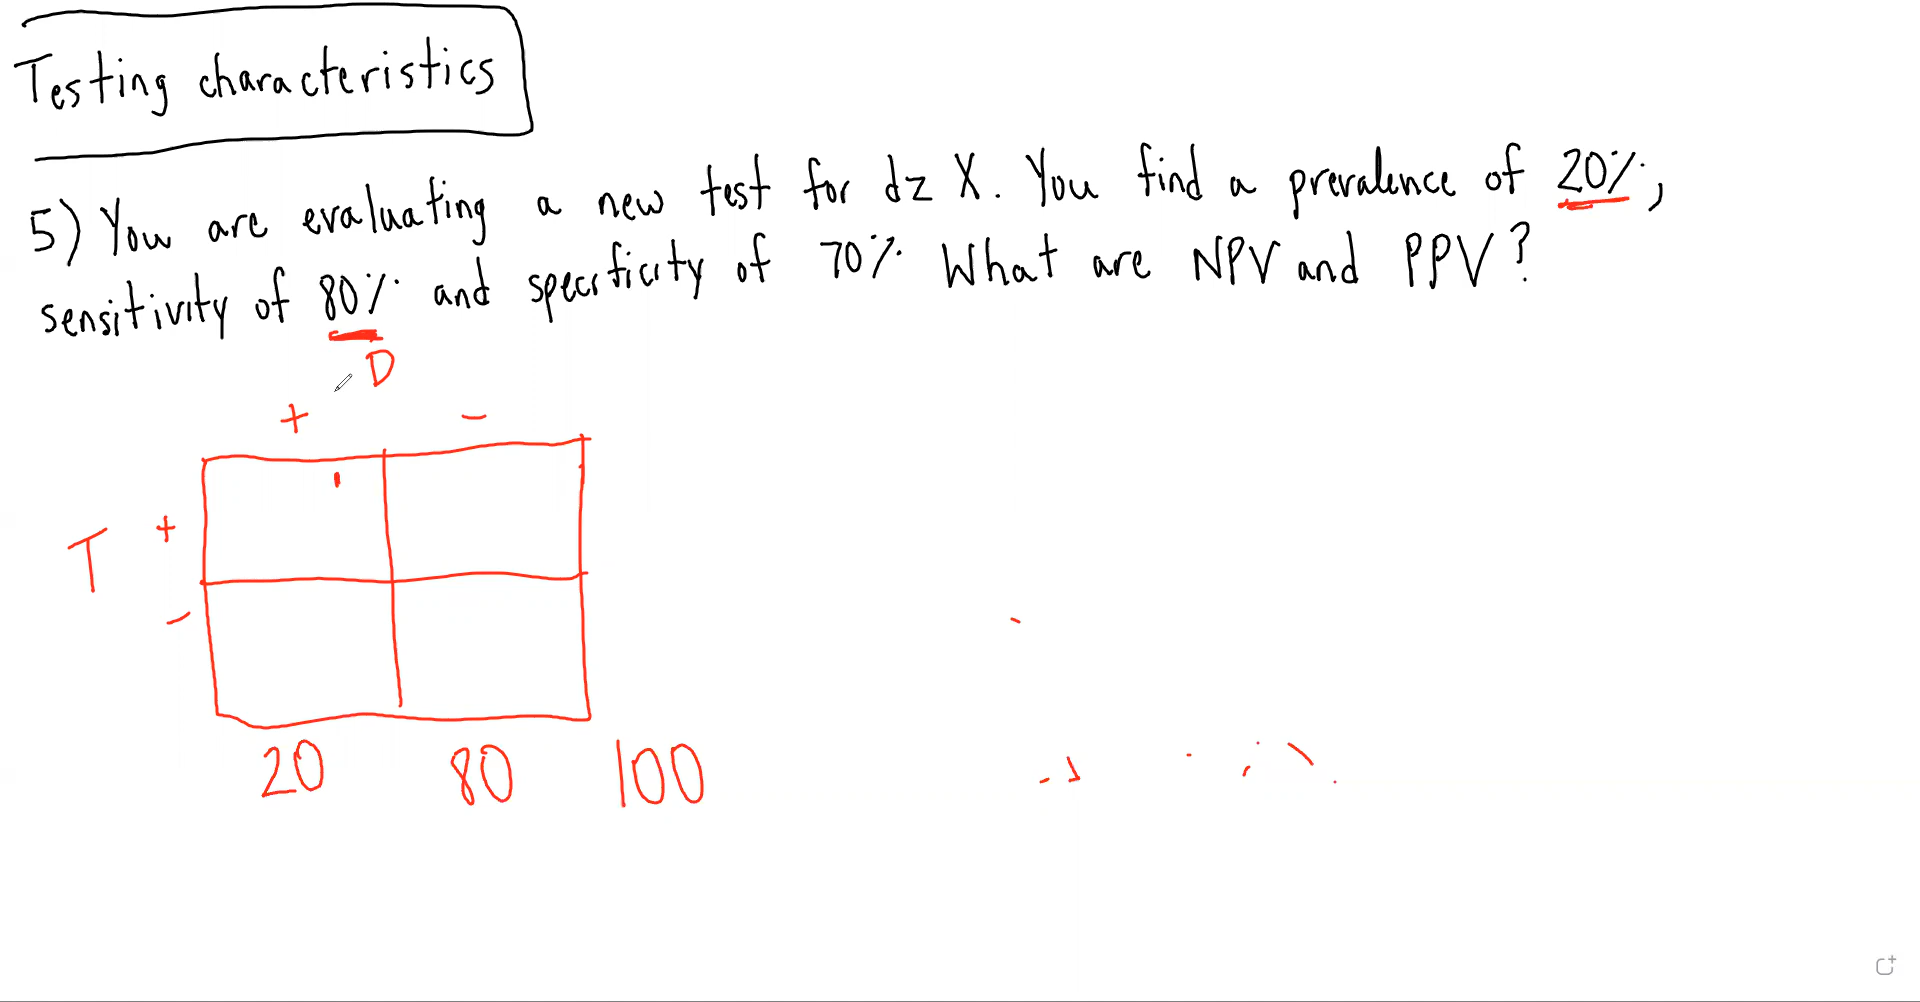 Testing characteristics
5) You are evaluating a new test for dz X. You find a prevalence of 20%,
sensitivity of 80% and specificity of 70% What are NPV and PPV?
D
+ -
T +
-
20 80 100